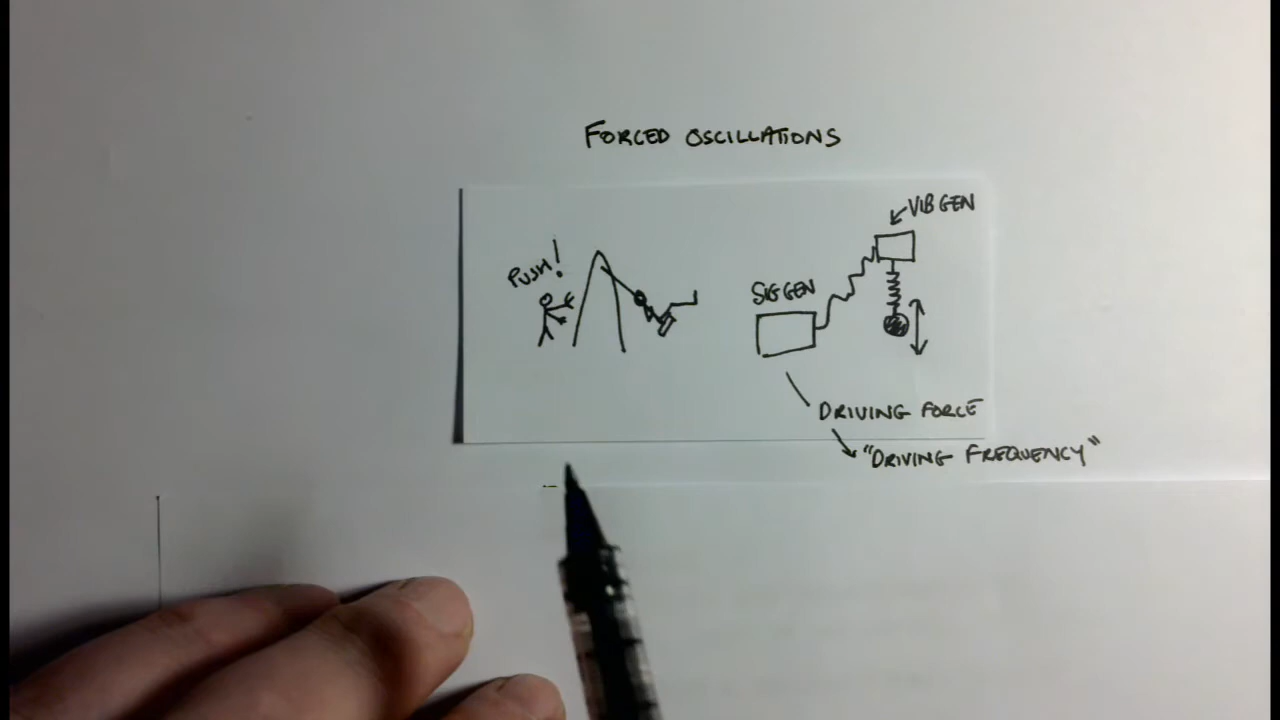 FORCED OSCILLATIONS
PUSH!
SIG GEN
VIB GEN
DRIVING FORCE
"DRIVING FREQUENCY"